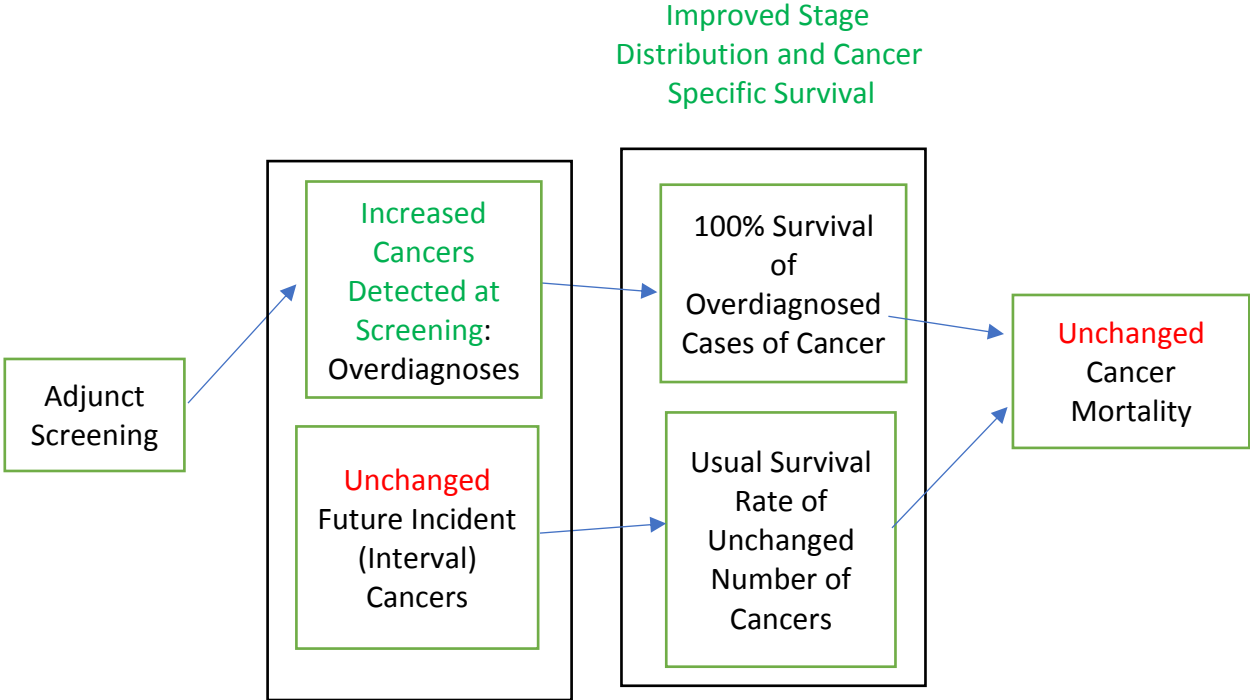 Improved Stage
Distribution and Cancer
Specific Survival
Adjunct
Screening
Increased
Cancers
Detected at
Screening:
Overdiagnoses
Unchanged
Future Incident
(Interval)
Cancers
100% Survival
of
Overdiagnosed
Cases of Cancer
Usual Survival
Rate of
Unchanged
Number of
Cancers
Unchanged
Cancer
Mortality